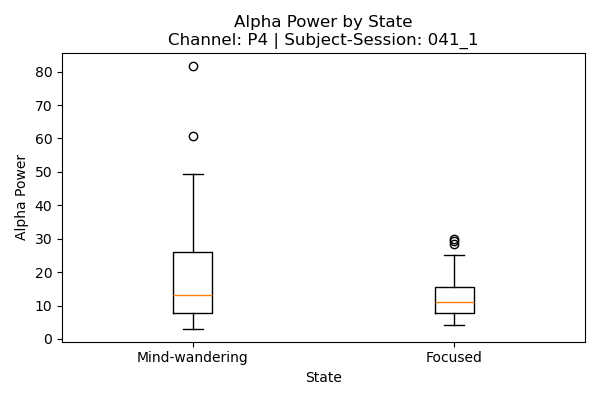 Alpha Power by State
Channel: P4 | Subject-Session: 041_1
80
70
60
50
40
30
20
10
0
Alpha Power
Mind-wandering
Focused
State